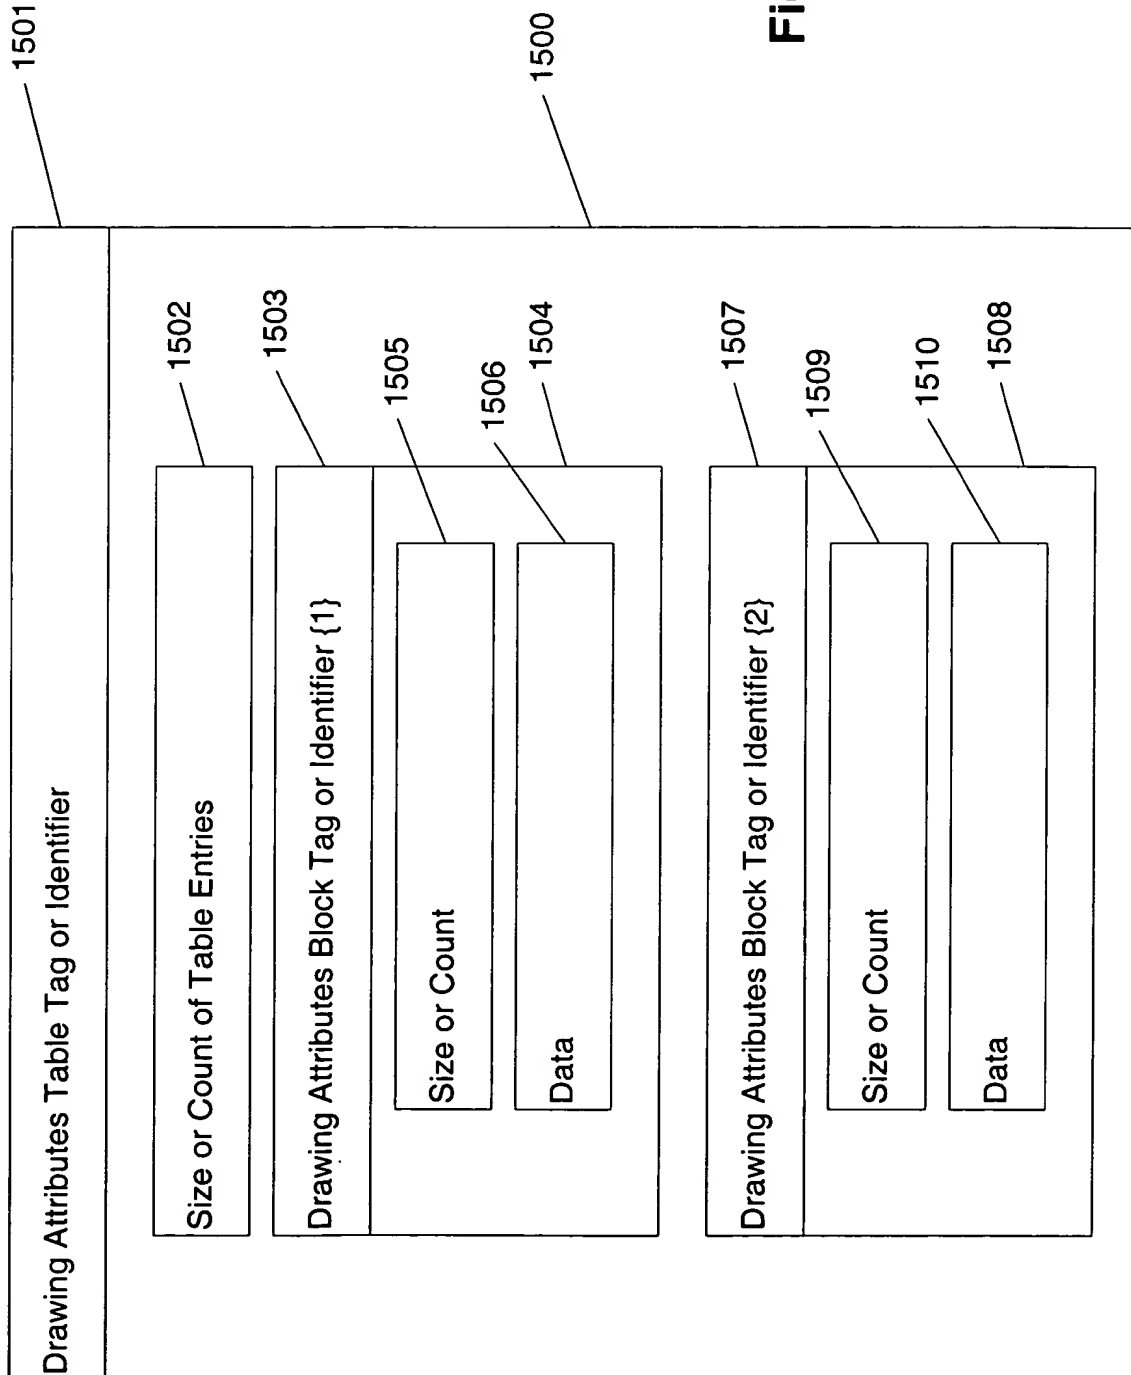 Drawing Attributes Table Tag or Identifier
1501
Size or Count of Table Entries
1502
Drawing Attributes Block Tag or Identifier {1}
1503
Size or Count
1505
Data
1506
1504
1500
Drawing Attributes Block Tag or Identifier {2}
1507
Size or Count
1509
Data
1510
1508